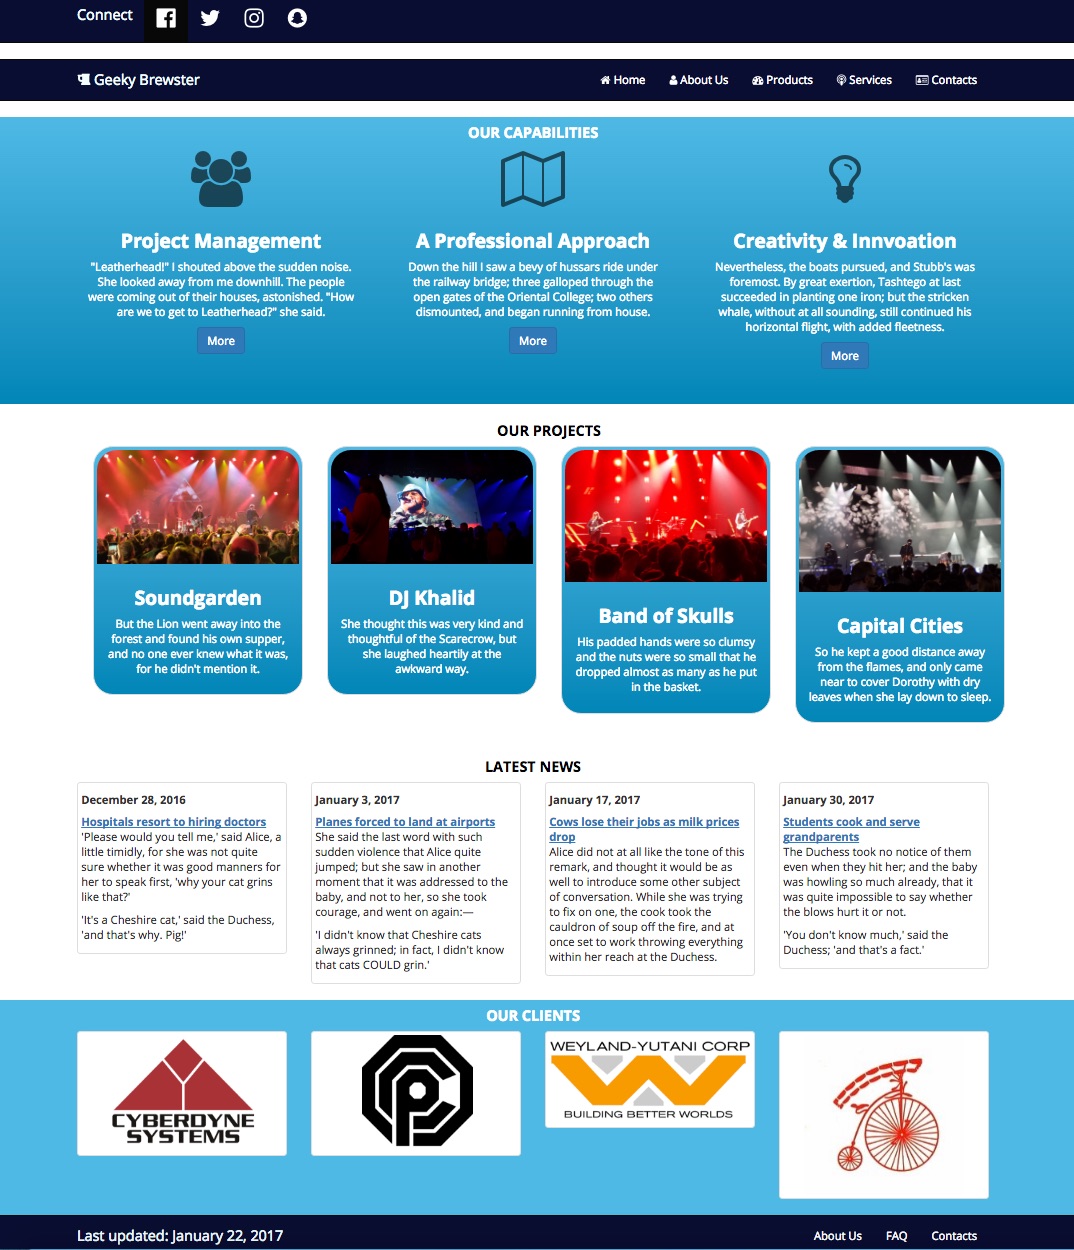 Connect
Geeky Brewster
Home About Us Products Services Contacts
OUR CAPABILITIES
Project Management
"Leatherhead!" I shouted above the sudden noise.
She looked away from me downhill. The people
were coming out of their houses, astonished. "How
are we to get to Leatherhead?" she said.
More
A Professional Approach
Down the hill I saw a bevy of hussars ride under
the railway bridge; three galloped through the
open gates of the Oriental College; two others
dismounted, and began running from house.
More
Creativity & Innvoation
Nevertheless, the boats pursued, and Stubb's was
foremost. By great exertion, Tashtego at last
succeeded in planting one iron; but the stricken
whale, without at all sounding, still continued his
horizontal flight, with added fleetness.
More
OUR PROJECTS
Soundgarden
But the Lion went away into the
forest and found his own supper,
and no one ever knew what it was,
for he didn't mention it.
DJ Khalid
She thought this was very kind and
thoughtful of the Scarecrow, but
she laughed heartily at the
awkward way.
Band of Skulls
His padded hands were so clumsy
and the nuts were so small that he
dropped almost as many as he put
in the basket.
Capital Cities
So he kept a good distance away
from the flames, and only came
near to cover Dorothy with dry
leaves when she lay down to sleep.
LATEST NEWS
December 28, 2016
Hospitals resort to hiring doctors
'Please would you tell me,' said Alice, a
little timidly, for she was not quite
sure whether it was good manners for
her to speak first, 'why your cat grins
like that?'
'It's a Cheshire cat,' said the Duchess,
'and that's why. Pig!'
January 3, 2017
Planes forced to land at airports
She said the last word with such
sudden violence that Alice quite
jumped; but she saw in another
moment that it was addressed to the
baby, and not to her, so she took
courage, and went on again:—
'I didn't know that Cheshire cats
always grinned; in fact, I didn't know
that cats COULD grin.'
January 17, 2017
Cows lose their jobs as milk prices
drop
Alice did not at all like the tone of this
remark, and thought it would be as
well to introduce some other subject
of conversation. While she was trying
to fix on one, the cook took the
cauldron of soup off the fire, and at
once set to work throwing everything
within her reach at the Duchess.
January 30, 2017
Students cook and serve
grandparents
The Duchess took no notice of them
even when they hit her; and the baby
was howling so much already, that it
was quite impossible to say whether
the blows hurt it or not.
'You don't know much,' said the
Duchess; 'and that's a fact.'
OUR CLIENTS
CYBERDYNE
SYSTEMS
WEYLAND-YUTANI CORP
BUILDING BETTER WORLDS
Last updated: January 22, 2017
About Us FAQ Contacts